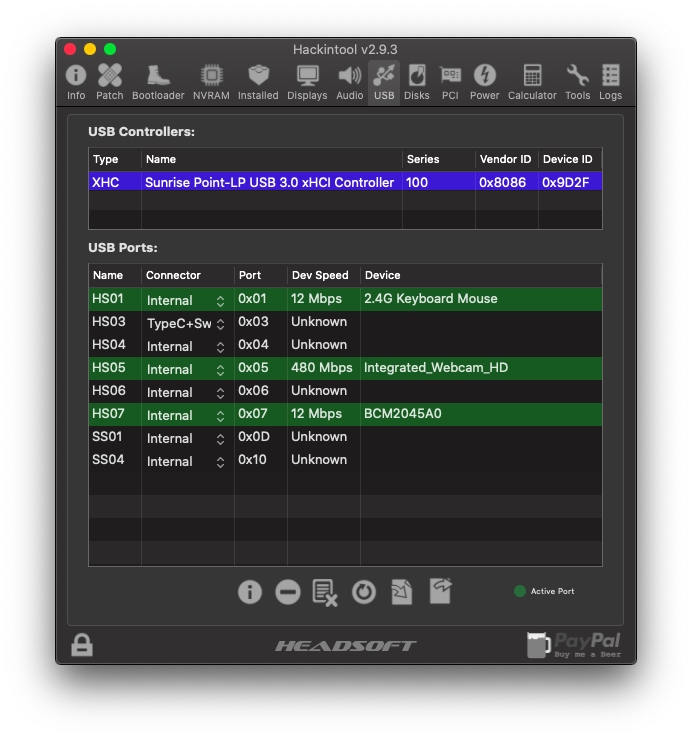 Hackintool v2.9.3
Info Patch Bootloader NVRAM Installed Displays Audio USB Disks PCI Power Calculator Tools Logs
USB Controllers:
Type Name Series Vendor ID Device ID
XHC Sunrise Point-LP USB 3.0 xHCI Controller 100 0x8086 0x9D2F
USB Ports:
Name Connector Port Dev Speed Device
HS01 Internal 0x01 12 Mbps 2.4G Keyboard Mouse
HS03 TypeC+Sw 0x03 Unknown
HS04 Internal 0x04 Unknown
HS05 Internal 0x05 480 Mbps Integrated_Webcam_HD
HS06 Internal 0x06 Unknown
HS07 Internal 0x07 12 Mbps BCM2045A0
SS01 Internal 0x0D Unknown
SS04 Internal 0x10 Unknown
Active Port
HEADSOFT
PayPal
Buy me a Beer